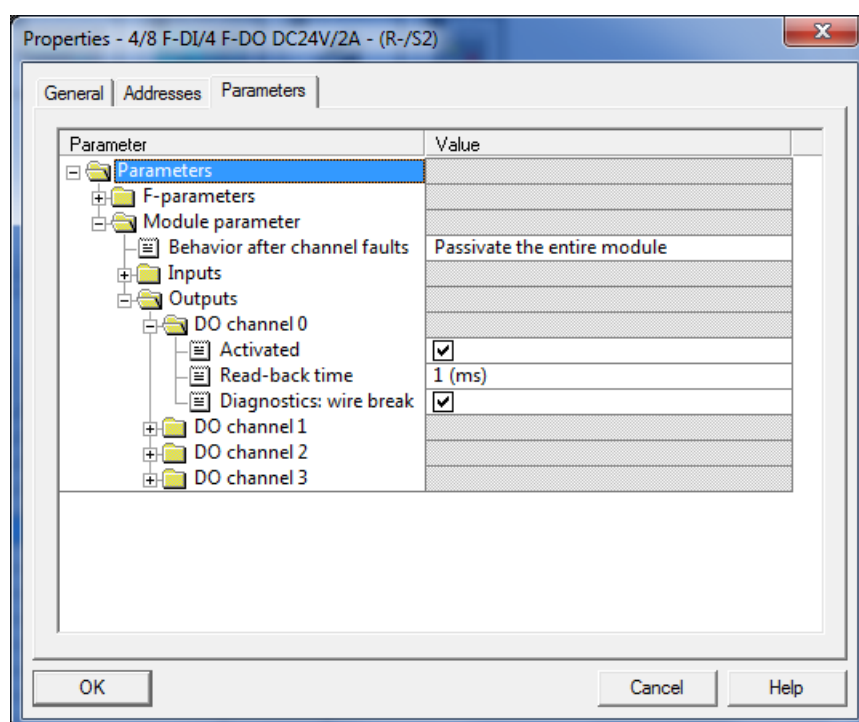 Properties - 4/8 F-DI/4 F-DO DC24V/2A - (R-/S2)
General Addresses Parameters
Parameter Value
Parameters
F-parameters
Module parameter
Behavior after channel faults Passivate the entire module
Inputs
Outputs
DO channel 0
Activated
Read-back time 1 (ms)
Diagnostics: wire break
DO channel 1
DO channel 2
DO channel 3
OK Cancel Help